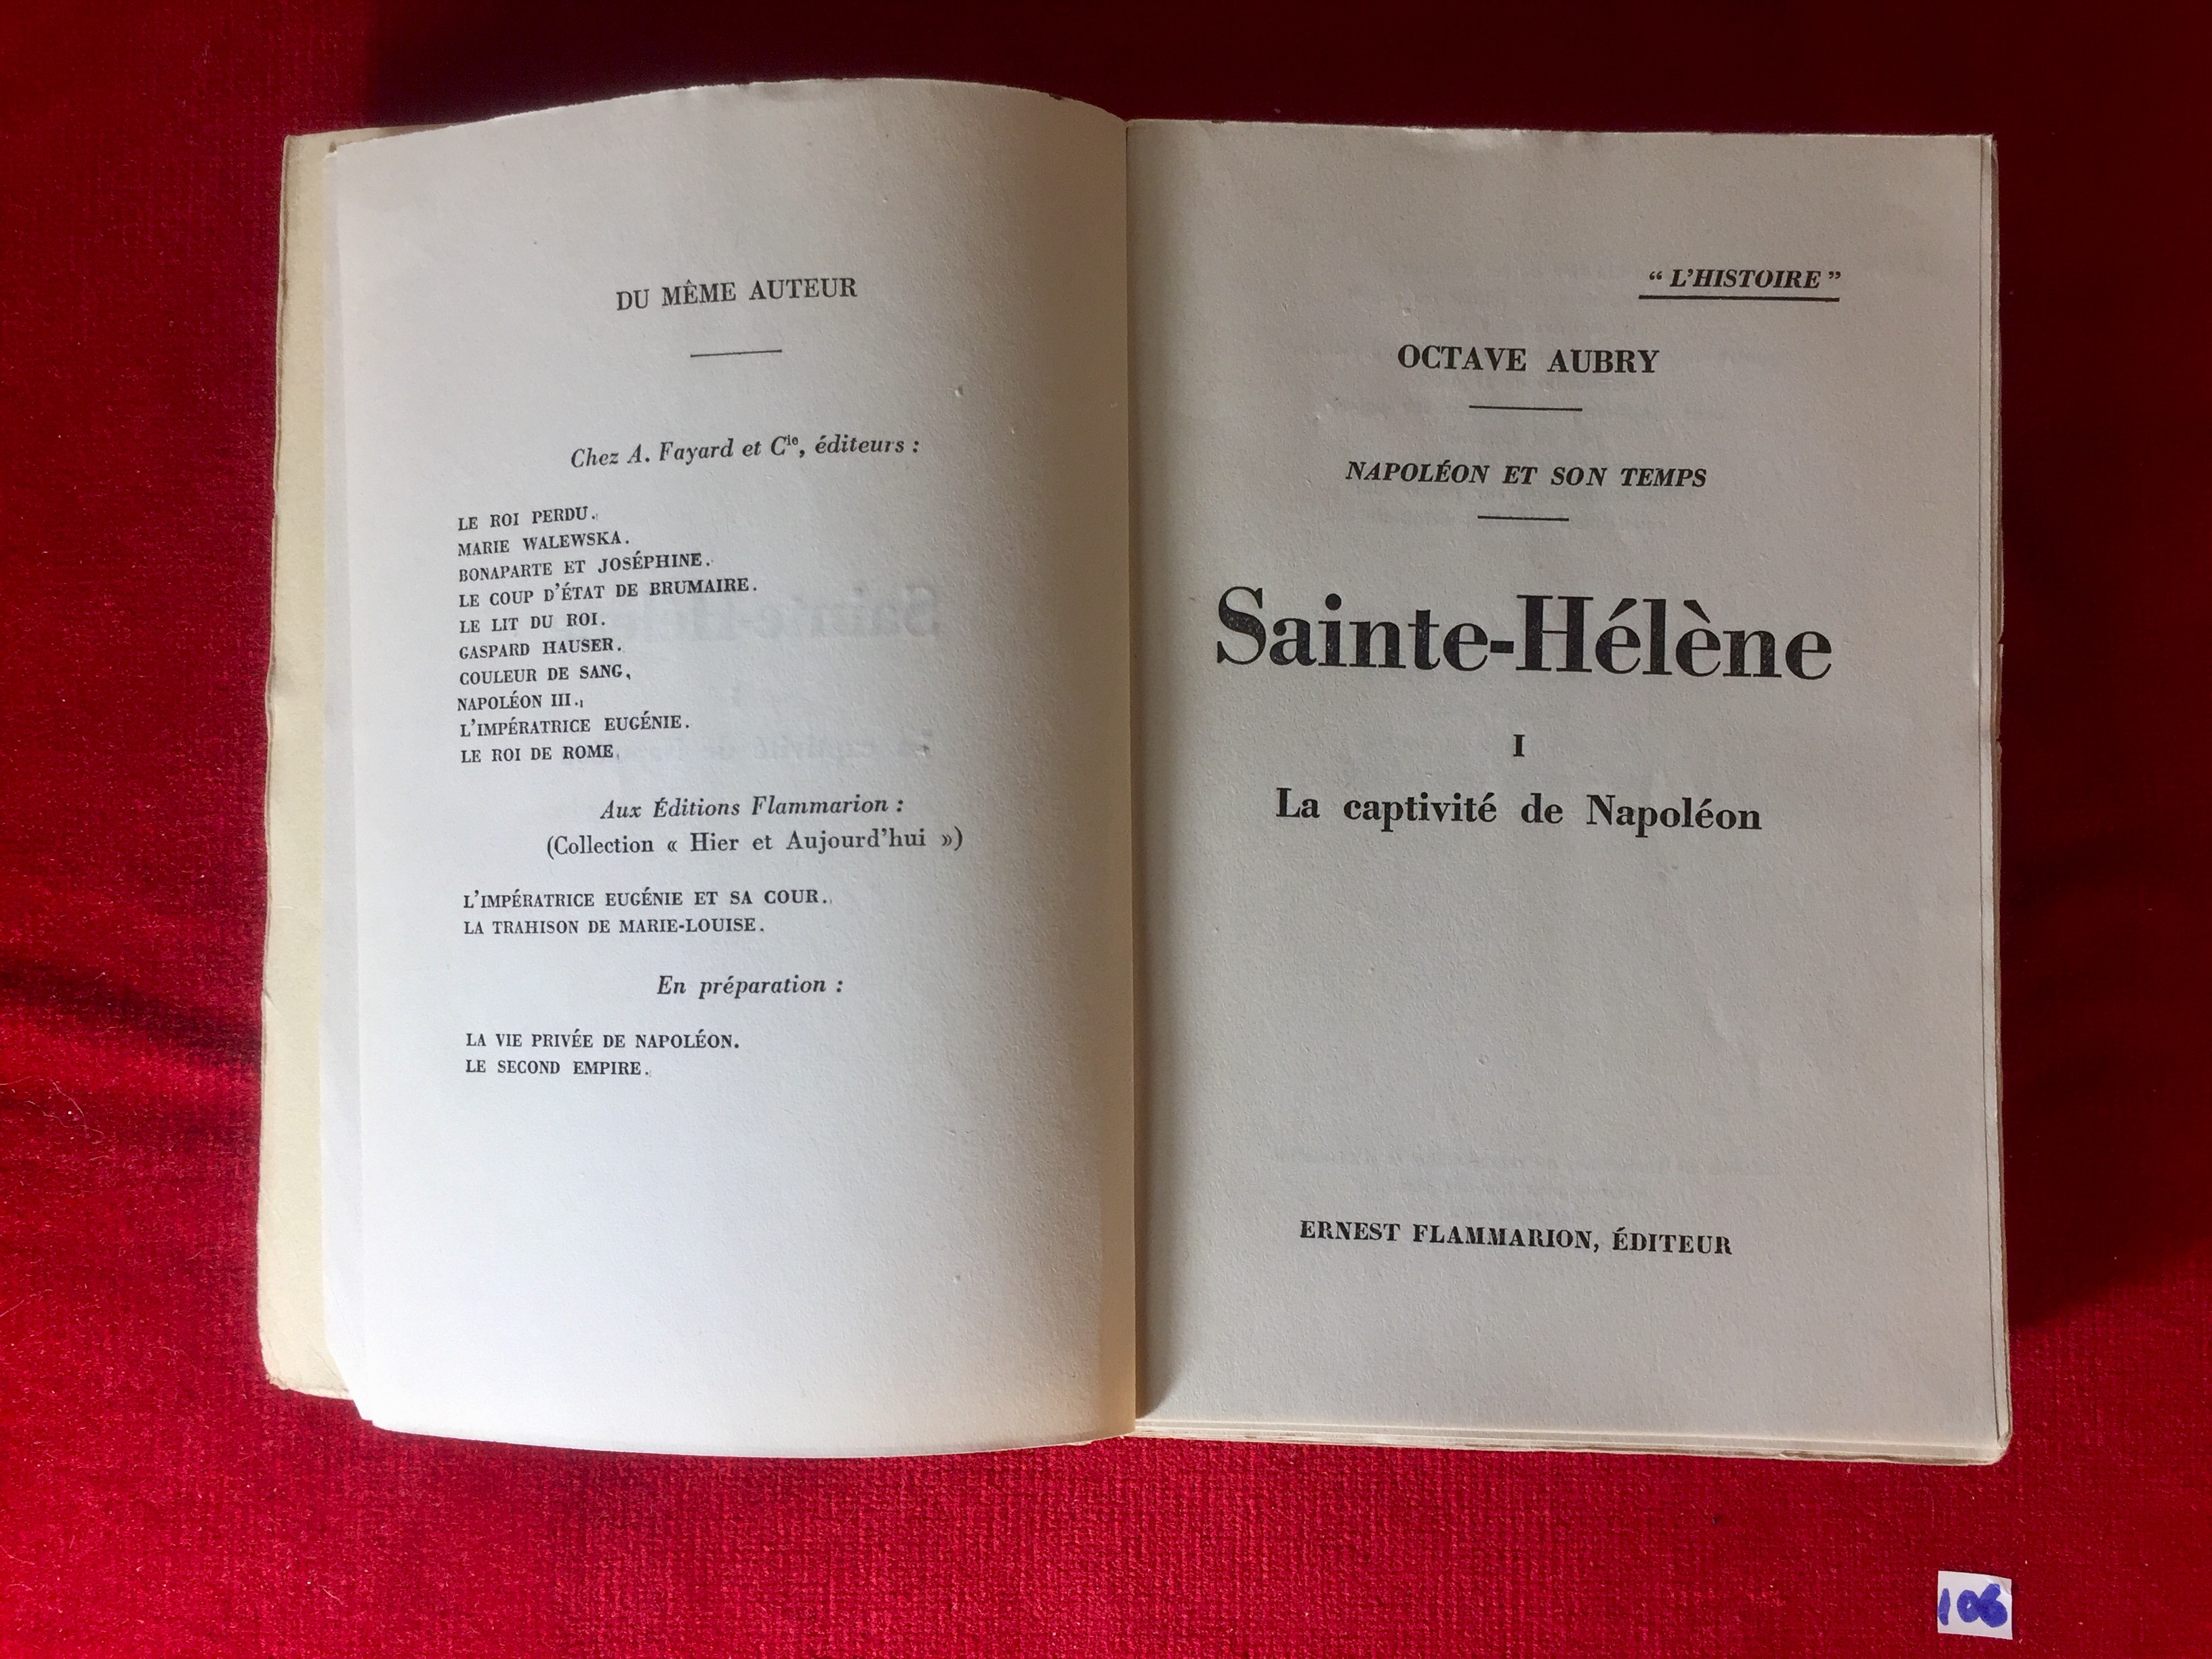 DU MÊME AUTEUR
Chez A. Fayard et Cie, éditeurs :
LE ROI PERDU.
MARIE WALEWSKA.
BONAPARTE ET JOSÉPHINE.
LE COUP D'ÉTAT DE BRUMAIRE.
LE LIT DU ROI.
GASPARD HAUSER.
COULEUR DE SANG.
NAPOLÉON III.
L'IMPÉRATRICE EUGÉNIE.
LE ROI DE ROME.
Aux Éditions Flammarion :
(Collection « Hier et Aujourd'hui »)
L'IMPÉRATRICE EUGÉNIE ET SA COUR.
LA TRAHISON DE MARIE-LOUISE.
En préparation :
LA VIE PRIVÉE DE NAPOLÉON.
LE SECOND EMPIRE.
“ L'HISTOIRE ”
OCTAVE AUBRY
NAPOLÉON ET SON TEMPS
Sainte-Hélène
I
La captivité de Napoléon
ERNEST FLAMMARION, ÉDITEUR
106